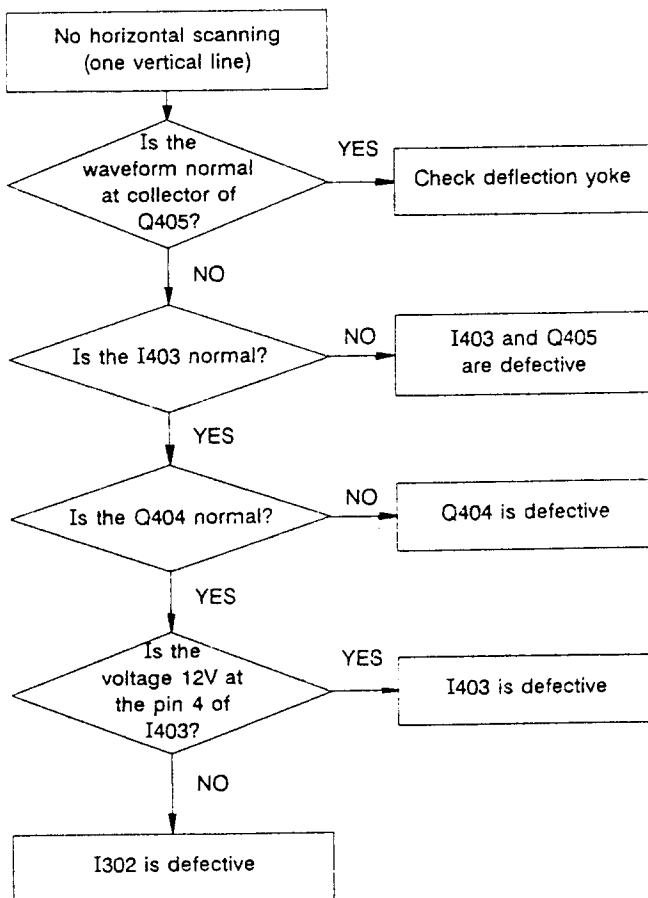 No horizontal scanning
(one vertical line)
Is the
waveform normal
at collector of
Q405?
YES
Check deflection yoke
NO
Is the I403 normal?
NO
I403 and Q405
are defective
YES
Is the Q404 normal?
NO
Q404 is defective
YES
Is the
voltage 12V at
the pin 4 of
I403?
YES
I403 is defective
NO
I302 is defective